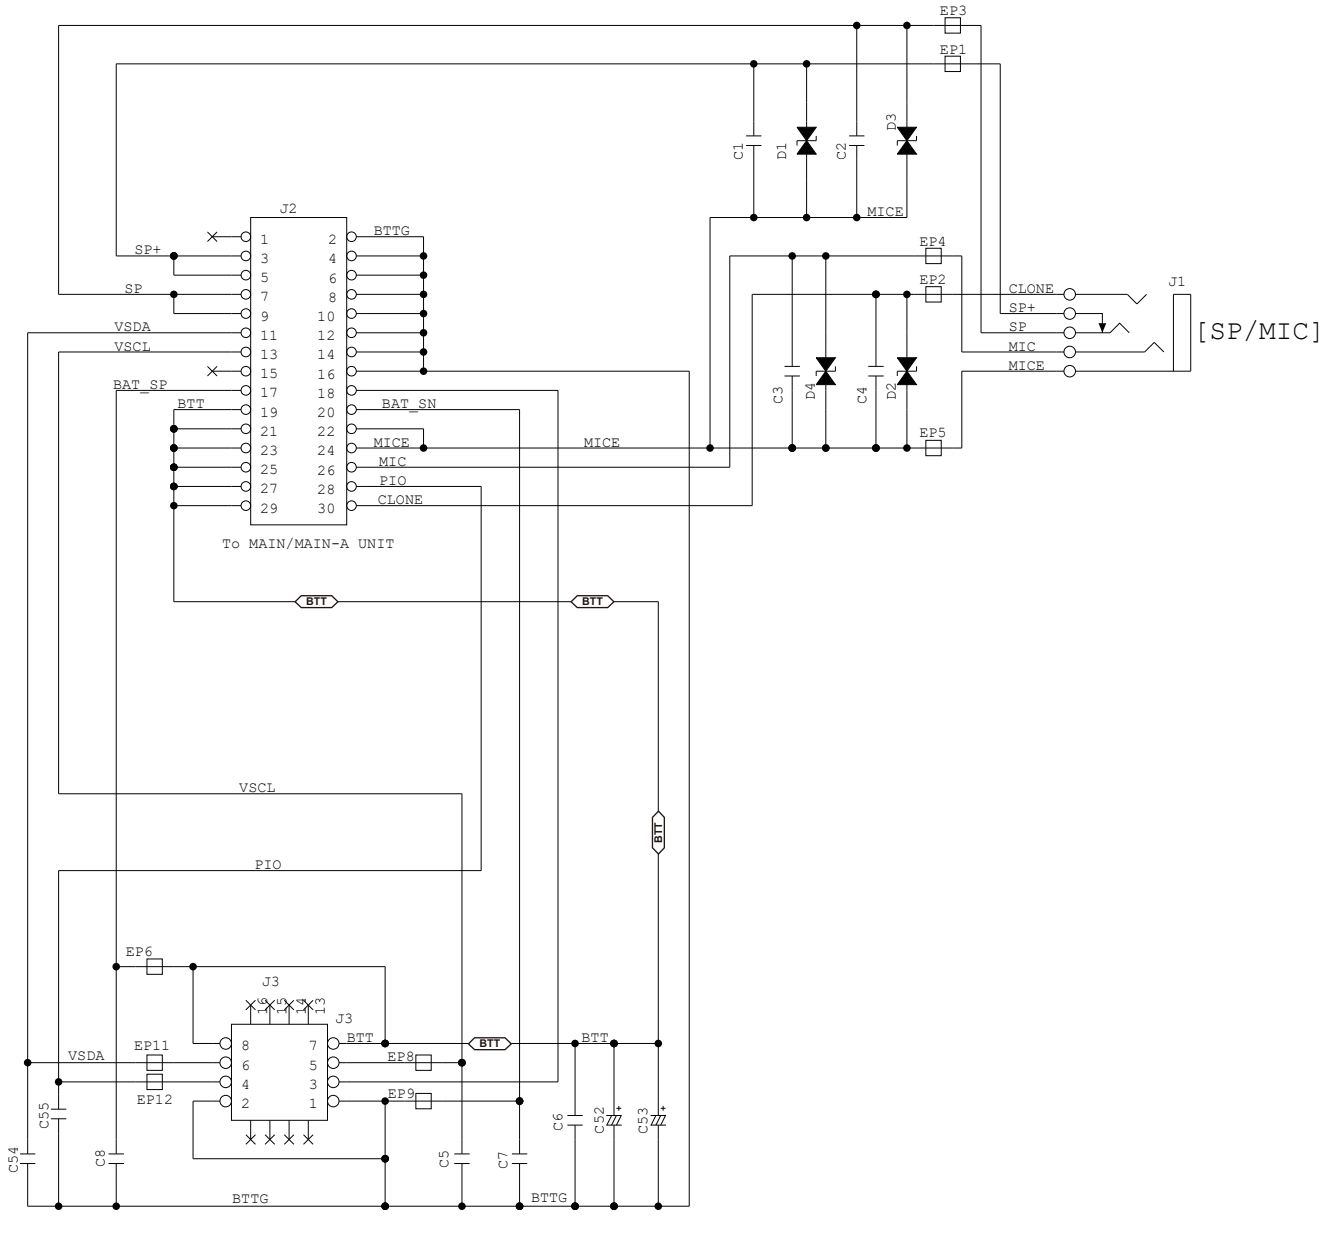 EP3
EP1
C1
D1
C2
D3
MICE
J2
1 2 BTTG
SP+ 3 4
5 6
SP 7 8
9 10
VSDA 11 12
VSCL 13 14
15 16
BAT_SP 17 18
BTT 19 20 BAT_SN
21 22
23 24 MICE MICE
25 26 MIC
27 28 PIO
29 30 CLONE
To MAIN/MAIN-A UNIT
EP4
EP2
C3
D4
C4
D2
EP5
J1
CLONE
SP+
SP
MIC
MICE
[SP/MIC]
BTT BTT
BTT
VSCL
PIO
EP6
J3
16 15 14 13
J3
8 7 BTT BTT BTT
VSDA EP11 6 5 EP8
EP12 4 3
2 1 EP9
C54
C55
C8
C5
C7
C6
C52 +
C53 +
BTTG BTTG